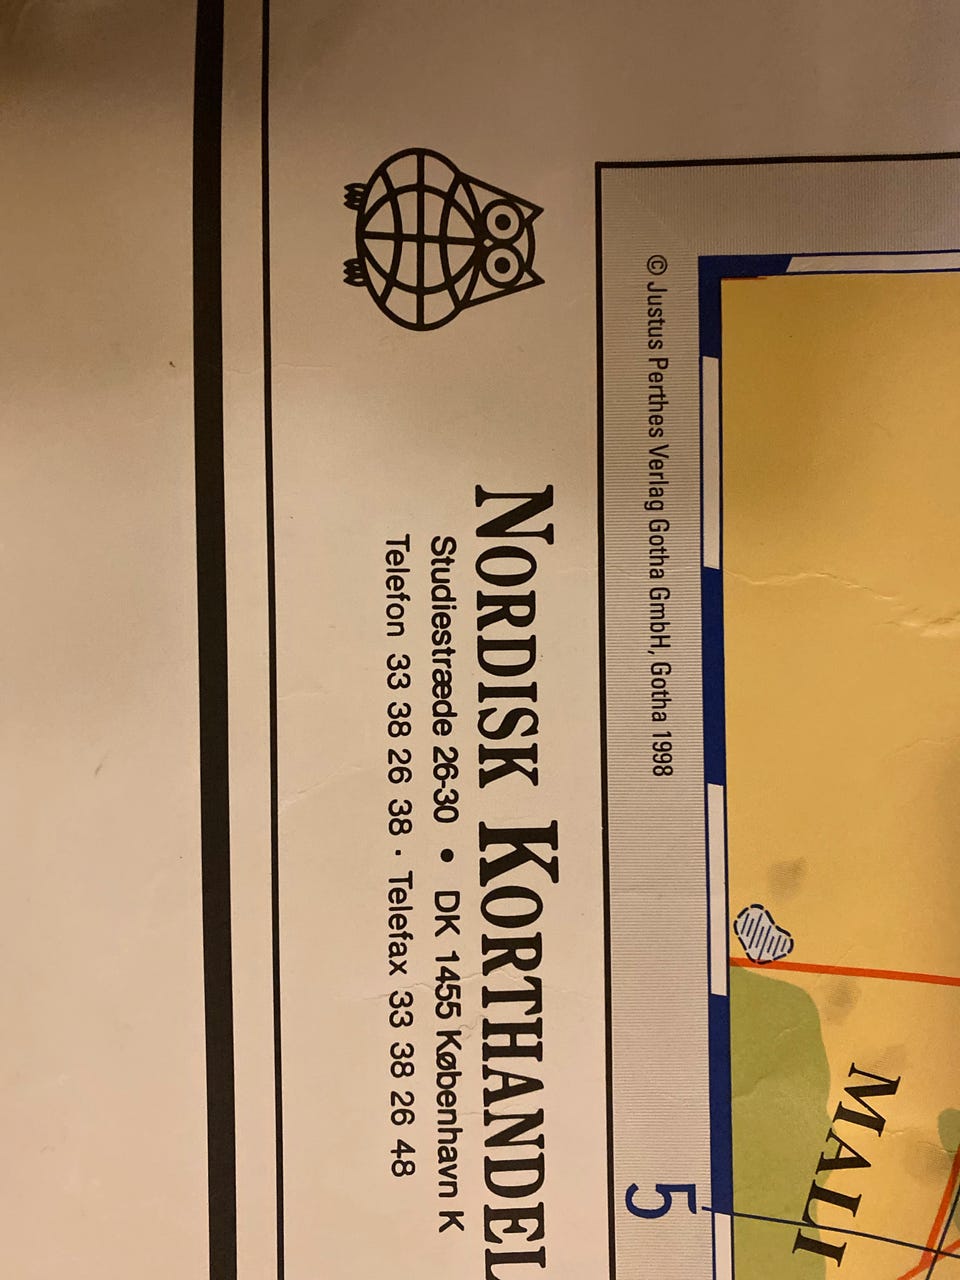 © Justus Perthes Verlag Gotha GmbH, Gotha 1998
5
MALI
NORDISK KORTHANDEL
Studiestræde 26-30 • DK 1455 København K
Telefon 33 38 26 38 · Telefax 33 38 26 48